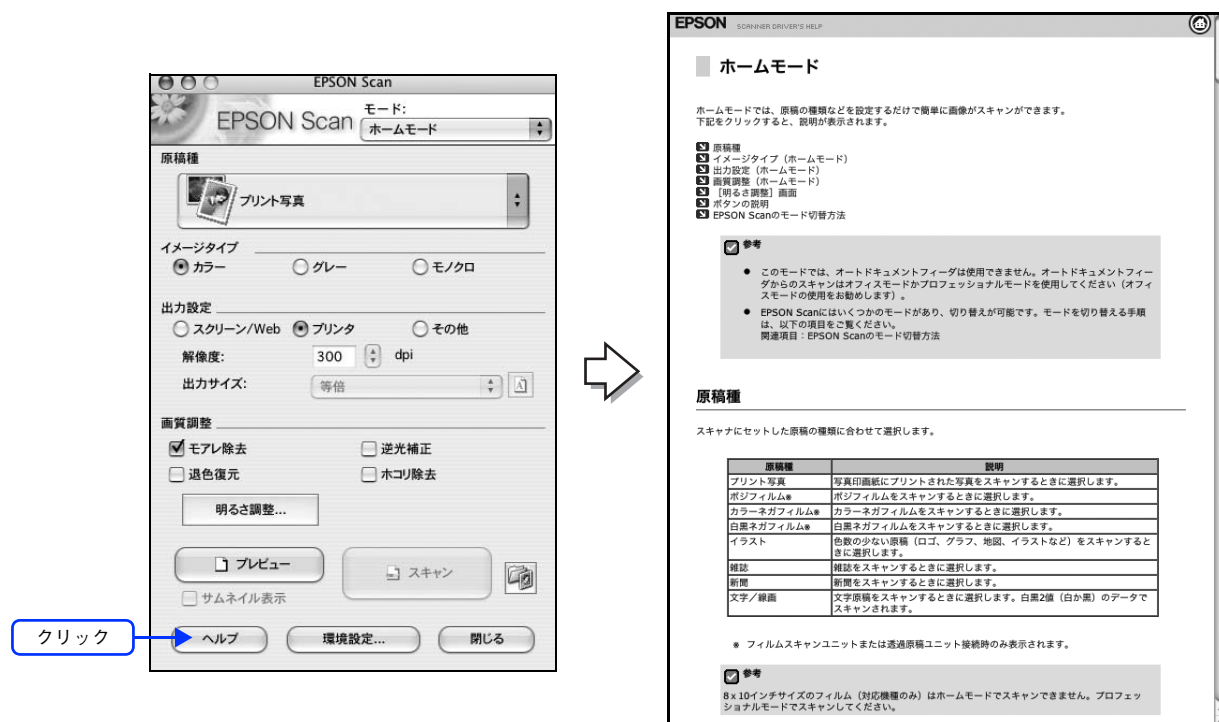 EPSON Scan
EPSON Scan
モード:
ホームモード
原稿種
プリント写真
イメージタイプ
カラー グレー モノクロ
出力設定
スクリーン/Web プリンタ その他
解像度: 300 dpi
出力サイズ: 等倍
画質調整
モアレ除去 逆光補正
退色復元 ホコリ除去
明るさ調整...
プレビュー スキャン
サムネイル表示
クリック
ヘルプ 環境設定... 閉じる
EPSON SCANNER DRIVER'S HELP
ホームモード
ホームモードでは、原稿の種類などを設定するだけで簡単に画像がスキャンができます。
下記をクリックすると、説明が表示されます。
原稿種
イメージタイプ（ホームモード）
出力設定（ホームモード）
画質調整（ホームモード）
［明るさ調整］画面
ボタンの説明
EPSON Scanのモード切替方法
参考
● このモードでは、オートドキュメントフィーダは使用できません。オートドキュメントフィー
ダからのスキャンはオフィスモードかプロフェッショナルモードを使用してください（オフィ
スモードの使用をお勧めします）。
● EPSON Scanにはいくつかのモードがあり、切り替えが可能です。モードを切り替える手順
は、以下の項目をご覧ください。
関連項目：EPSON Scanのモード切替方法
原稿種
スキャナにセットした原稿の種類に合わせて選択します。
原稿種 説明
プリント写真 写真印画紙にプリントされた写真をスキャンするときに選択します。
ポジフィルム※ ポジフィルムをスキャンするときに選択します。
カラーネガフィルム※ カラーネガフィルムをスキャンするときに選択します。
白黒ネガフィルム※ 白黒ネガフィルムをスキャンするときに選択します。
イラスト 色数の少ない原稿（ロゴ、グラフ、地図、イラストなど）をスキャンすると
きに選択します。
雑誌 雑誌をスキャンするときに選択します。
新聞 新聞をスキャンするときに選択します。
文字／線画 文字原稿をスキャンするときに選択します。白黒2値（白か黒）のデータで
スキャンされます。
※ フィルムスキャンユニットまたは透過原稿ユニット接続時のみ表示されます。
参考
8 x 10インチサイズのフィルム（対応機種のみ）はホームモードでスキャンできません。プロフェッ
ショナルモードでスキャンしてください。